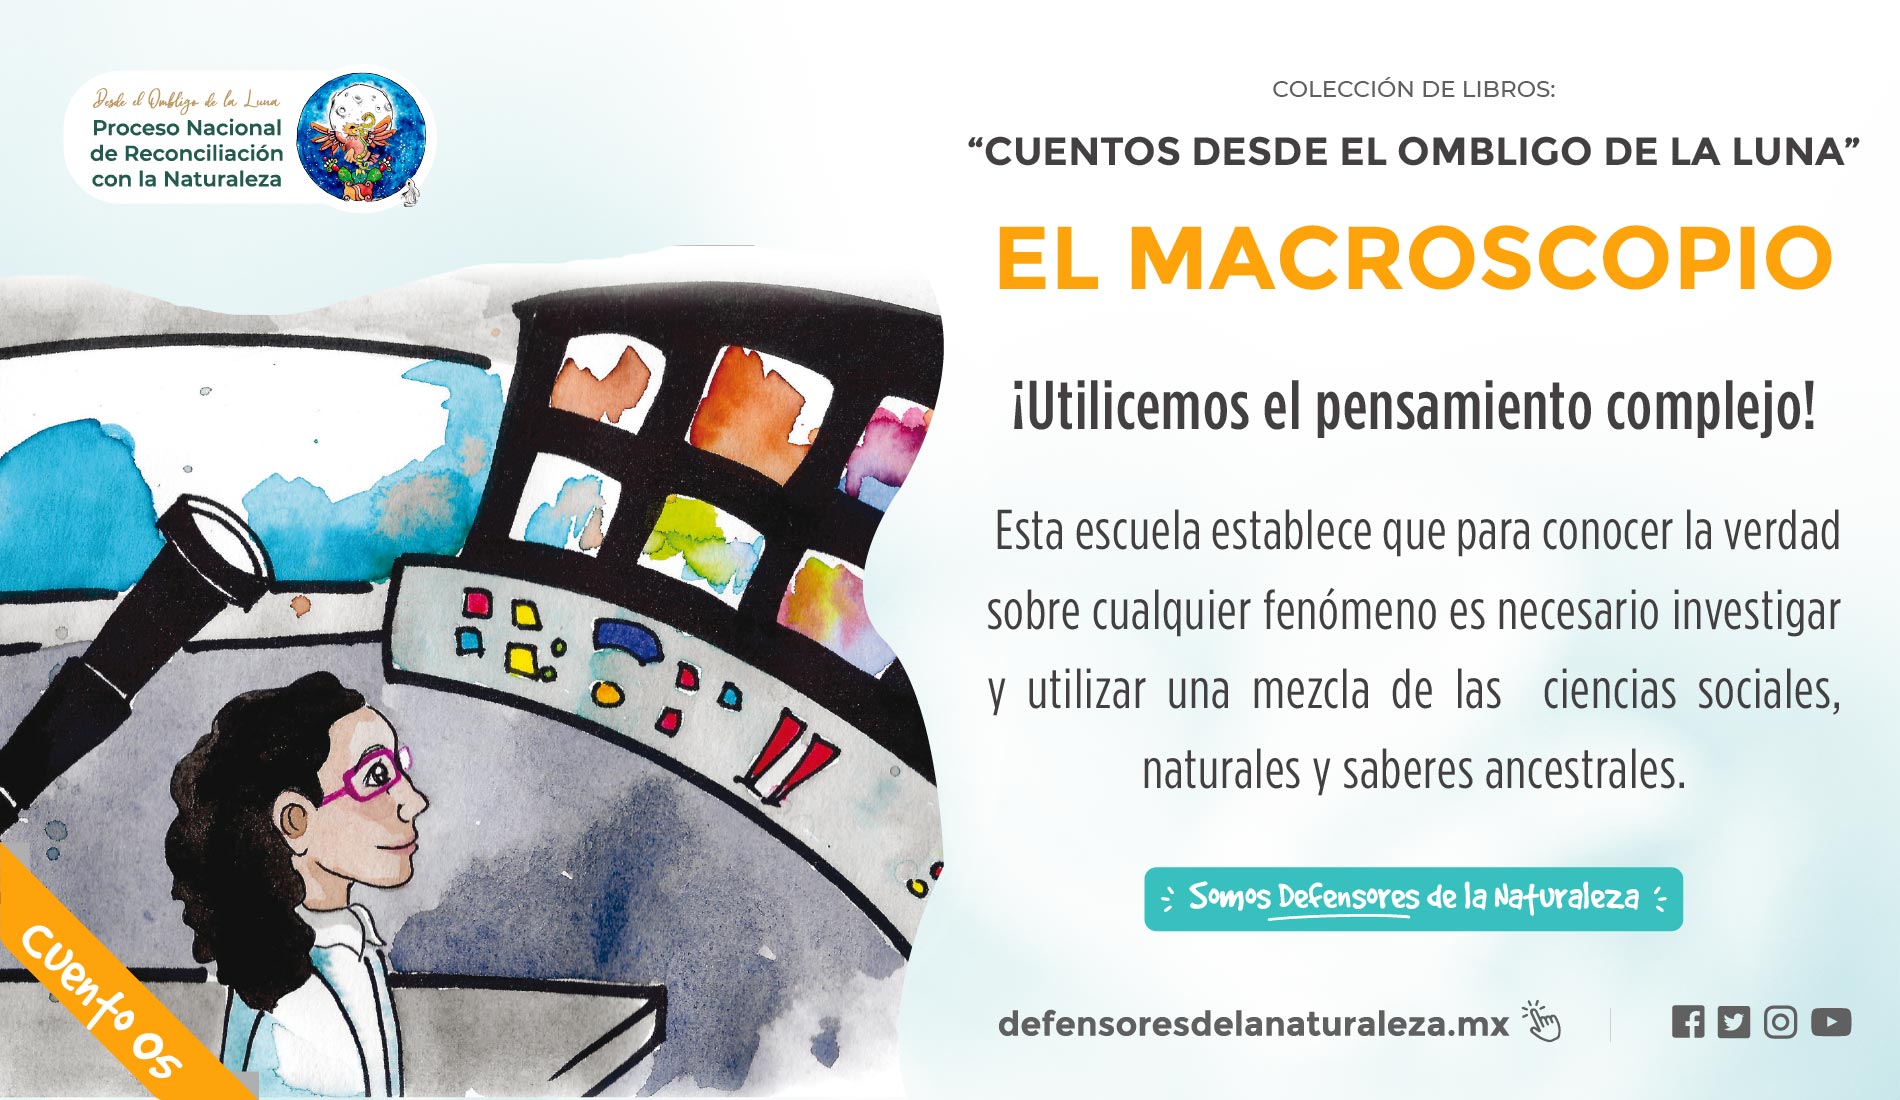 Desde el Ombligo de la Luna
Proceso Nacional
de Reconciliación
con la Naturaleza
COLECCIÓN DE LIBROS:
“CUENTOS DESDE EL OMBLIGO DE LA LUNA”
EL MACROSCOPIO
¡Utilicemos el pensamiento complejo!
Esta escuela establece que para conocer la verdad
sobre cualquier fenómeno es necesario investigar
y utilizar una mezcla de las ciencias sociales,
naturales y saberes ancestrales.
Somos Defensores de la Naturaleza
defensoresdelanaturaleza.mx
Cuento 05